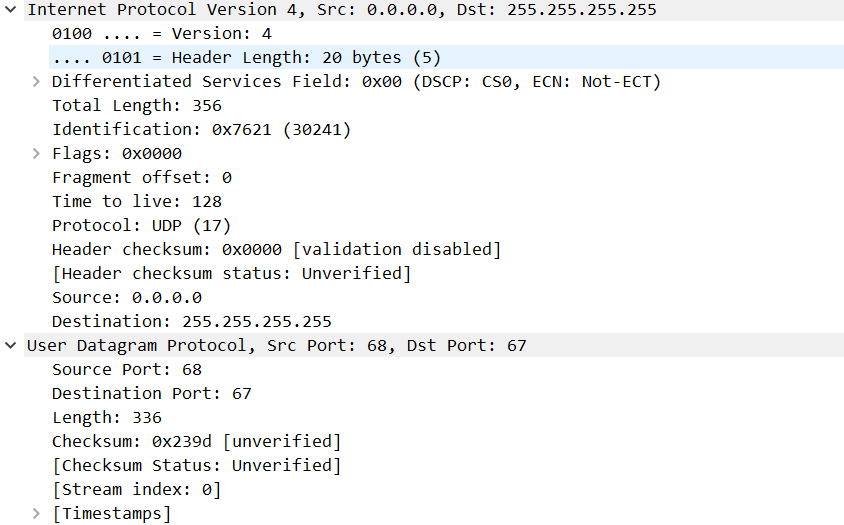 Internet Protocol Version 4, Src: 0.0.0.0, Dst: 255.255.255.255
0100 .... = Version: 4
.... 0101 = Header Length: 20 bytes (5)
Differentiated Services Field: 0x00 (DSCP: CS0, ECN: Not-ECT)
Total Length: 356
Identification: 0x7621 (30241)
Flags: 0x0000
Fragment offset: 0
Time to live: 128
Protocol: UDP (17)
Header checksum: 0x0000 [validation disabled]
[Header checksum status: Unverified]
Source: 0.0.0.0
Destination: 255.255.255.255
User Datagram Protocol, Src Port: 68, Dst Port: 67
Source Port: 68
Destination Port: 67
Length: 336
Checksum: 0x239d [unverified]
[Checksum Status: Unverified]
[Stream index: 0]
[Timestamps]